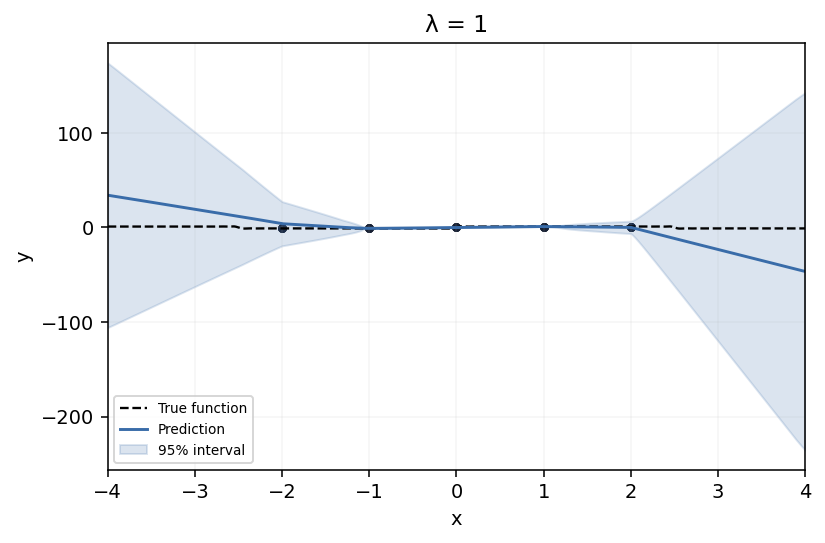 λ = 1
y
100
0
−100
−200
True function
Prediction
95% interval
−4 −3 −2 −1 0 1 2 3 4
x